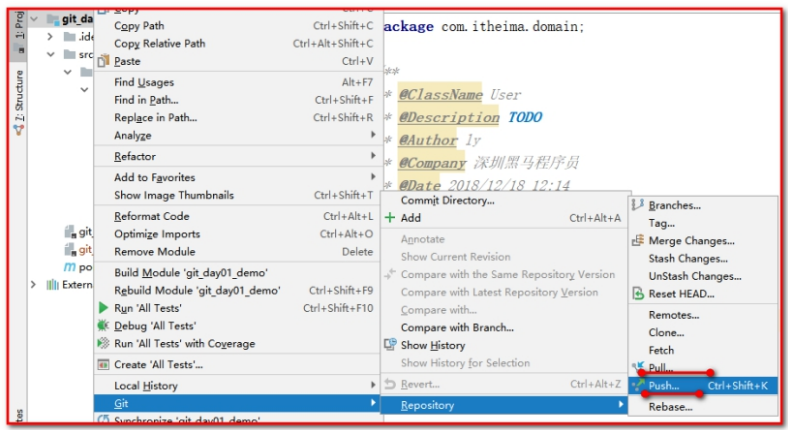 1: Proj
Z: Structure
git_da
.ide
src
git_
git_
po
Extern
Copy
Copy Path Ctrl+Shift+C
Copy Relative Path Ctrl+Alt+Shift+C
Paste Ctrl+V
Find Usages Alt+F7
Find in Path... Ctrl+Shift+F
Replace in Path... Ctrl+Shift+R
Analyze
Refactor
Add to Favorites
Show Image Thumbnails Ctrl+Shift+T
Reformat Code Ctrl+Alt+L
Optimize Imports Ctrl+Alt+O
Remove Module Delete
Build Module 'git_day01_demo'
Rebuild Module 'git_day01_demo' Ctrl+Shift+F9
Run 'All Tests' Ctrl+Shift+F10
Debug 'All Tests'
Run 'All Tests' with Coverage
Create 'All Tests'...
Local History
Git
Synchronize 'git_day01_demo'
package com.itheima.domain;
**
* @ClassName User
* @Description TODO
* @Author ly
* @Company 深圳黑马程序员
* @Date 2018/12/18 12:14
Commit Directory...
Add Ctrl+Alt+A
Annotate
Show Current Revision
Compare with the Same Repository Version
Compare with Latest Repository Version
Compare with...
Compare with Branch...
Show History
Show History for Selection
Revert... Ctrl+Alt+Z
Repository
Branches...
Tag...
Merge Changes...
Stash Changes...
UnStash Changes...
Reset HEAD...
Remotes...
Clone...
Fetch
Pull...
Push... Ctrl+Shift+K
Rebase...